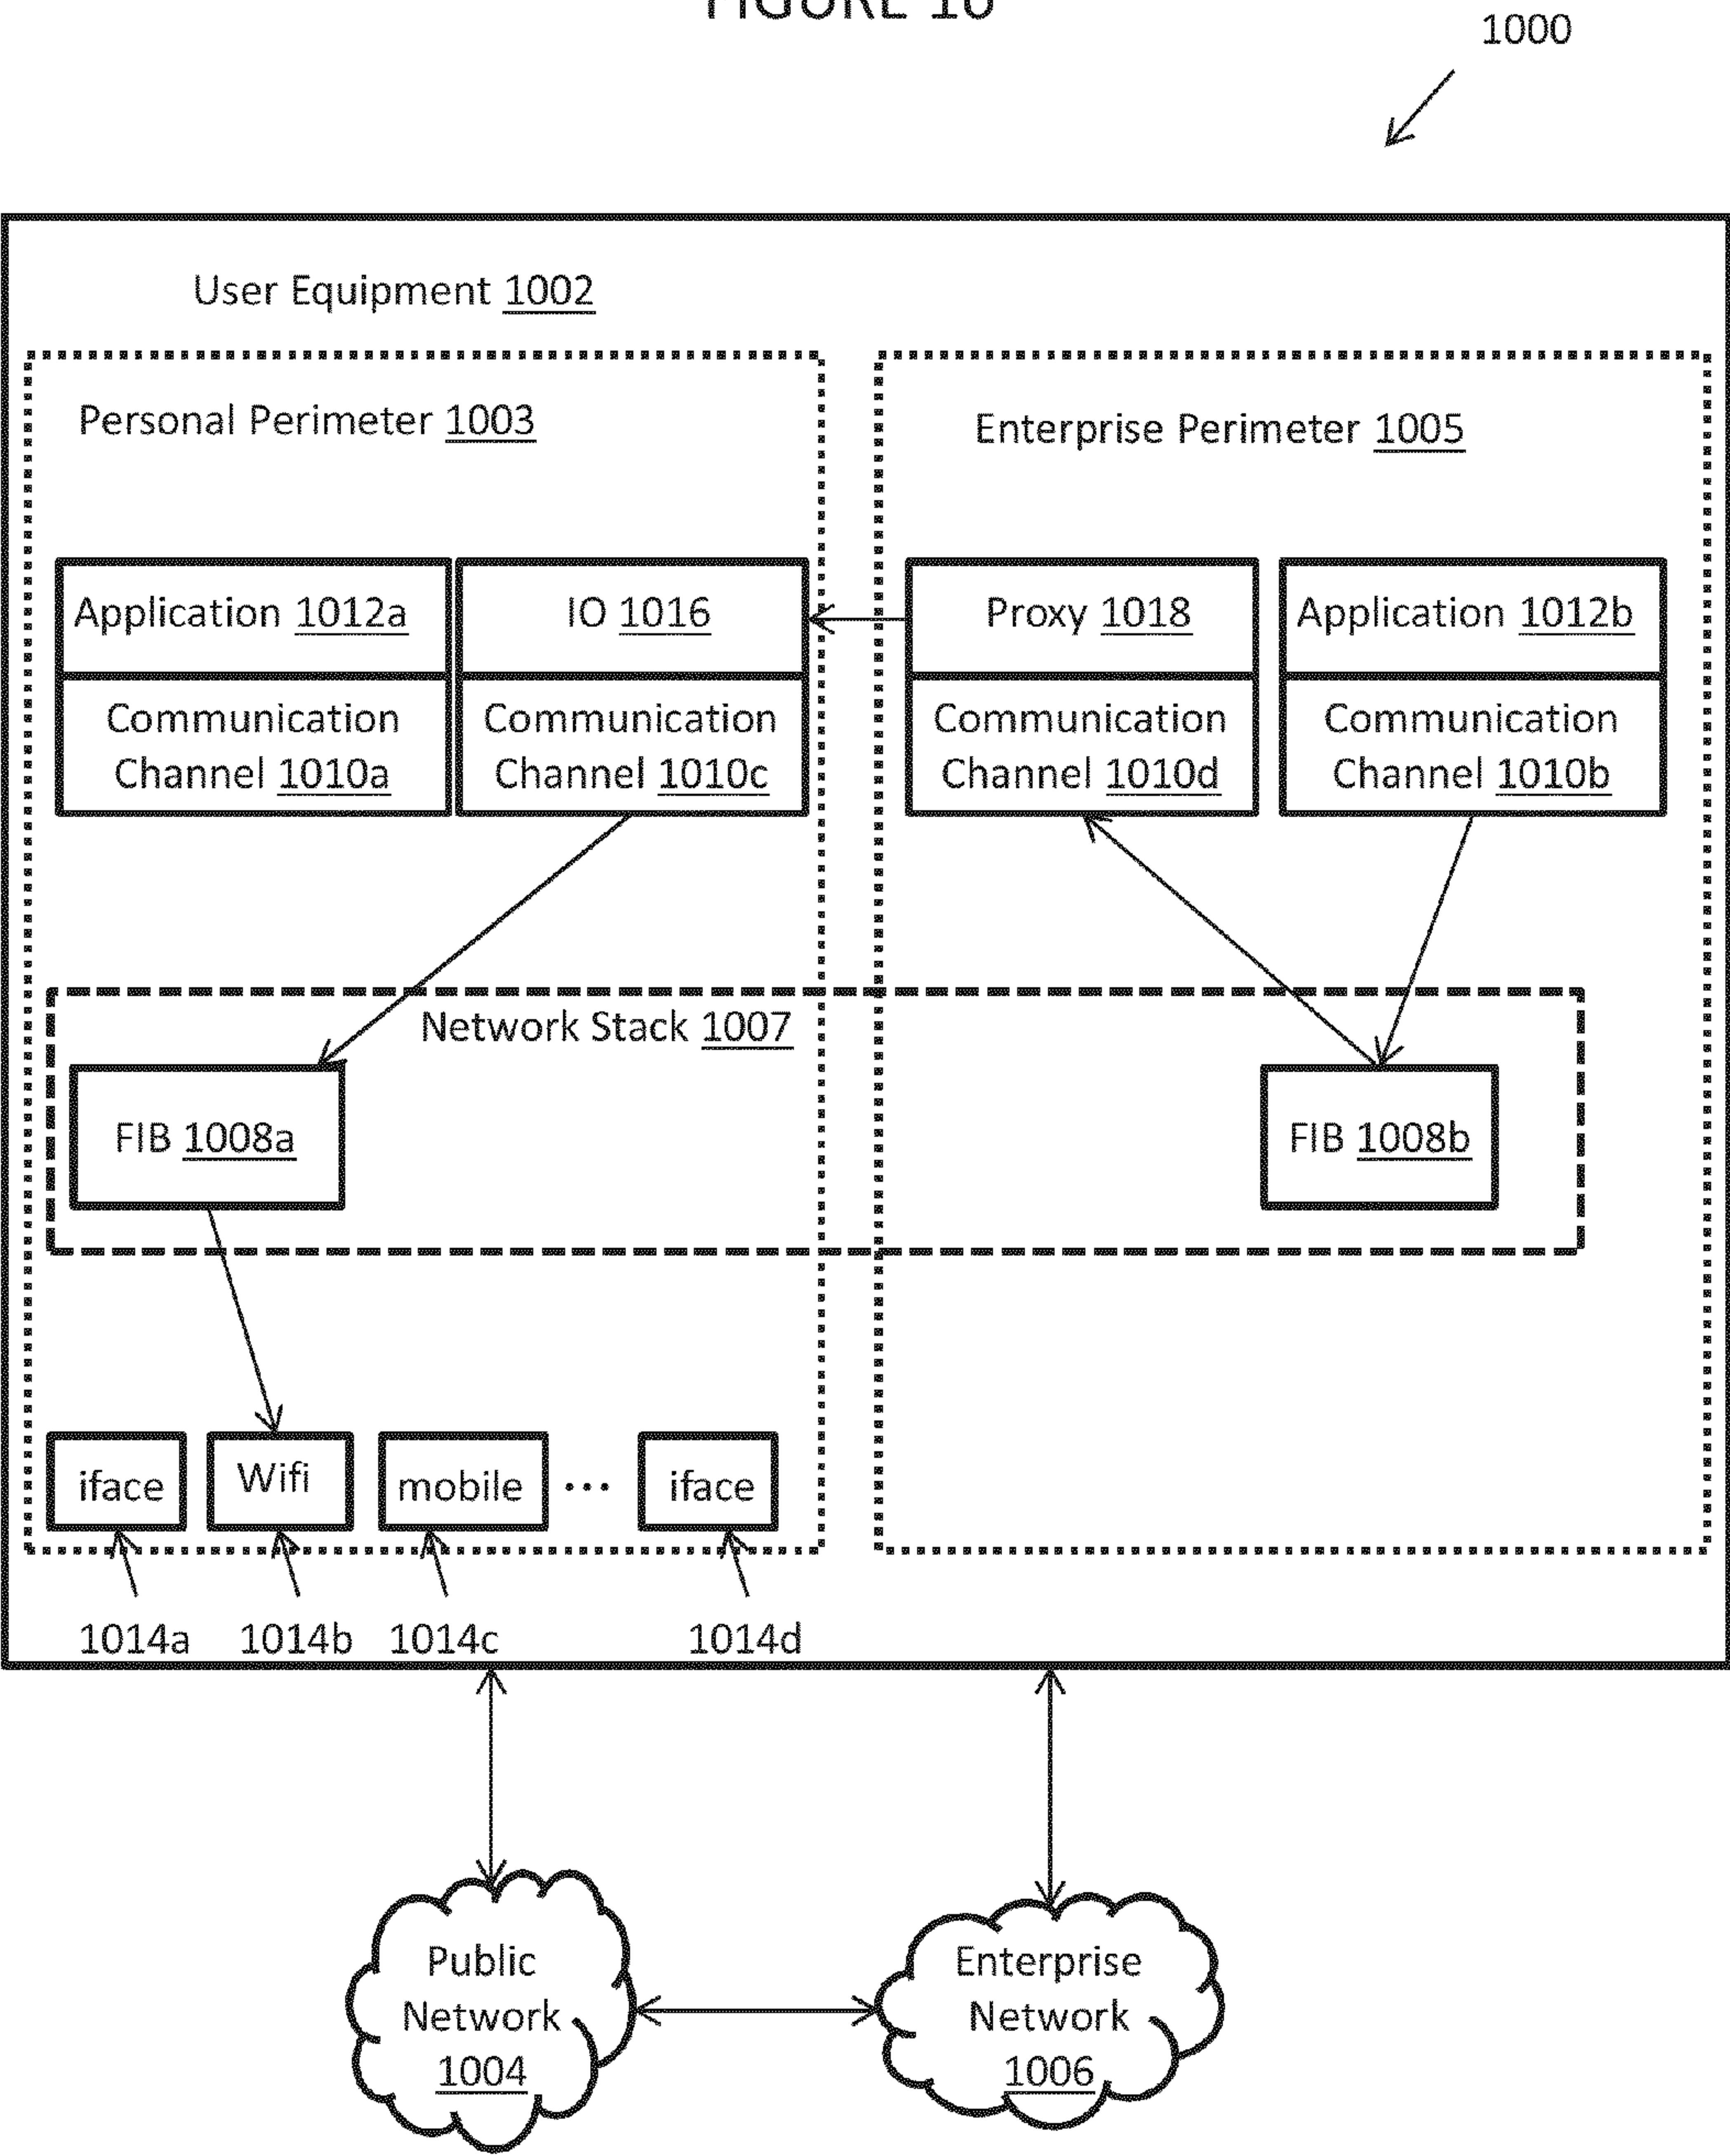 FIGURE 10
1000
User Equipment 1002
Personal Perimeter 1003
Enterprise Perimeter 1005
Application 1012a
IO 1016
Proxy 1018
Application 1012b
Communication
Channel 1010a
Communication
Channel 1010c
Communication
Channel 1010d
Communication
Channel 1010b
Network Stack 1007
FIB 1008a
FIB 1008b
iface
Wifi
mobile
...
iface
1014a
1014b
1014c
1014d
Public
Network
1004
Enterprise
Network
1006